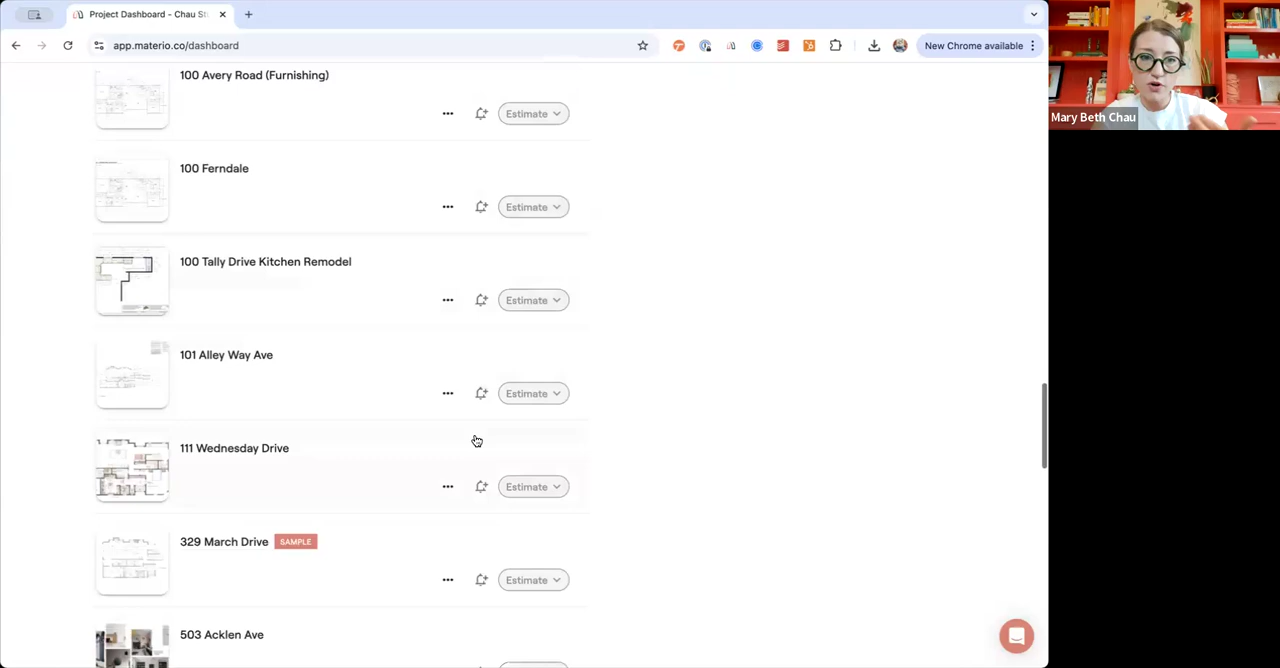 Project Dashboard - Chau St
app.materio.co/dashboard
New Chrome available
Mary Beth Chau
100 Avery Road (Furnishing)
Estimate
100 Ferndale
Estimate
100 Tally Drive Kitchen Remodel
Estimate
101 Alley Way Ave
Estimate
111 Wednesday Drive
Estimate
329 March Drive SAMPLE
Estimate
503 Acklen Ave